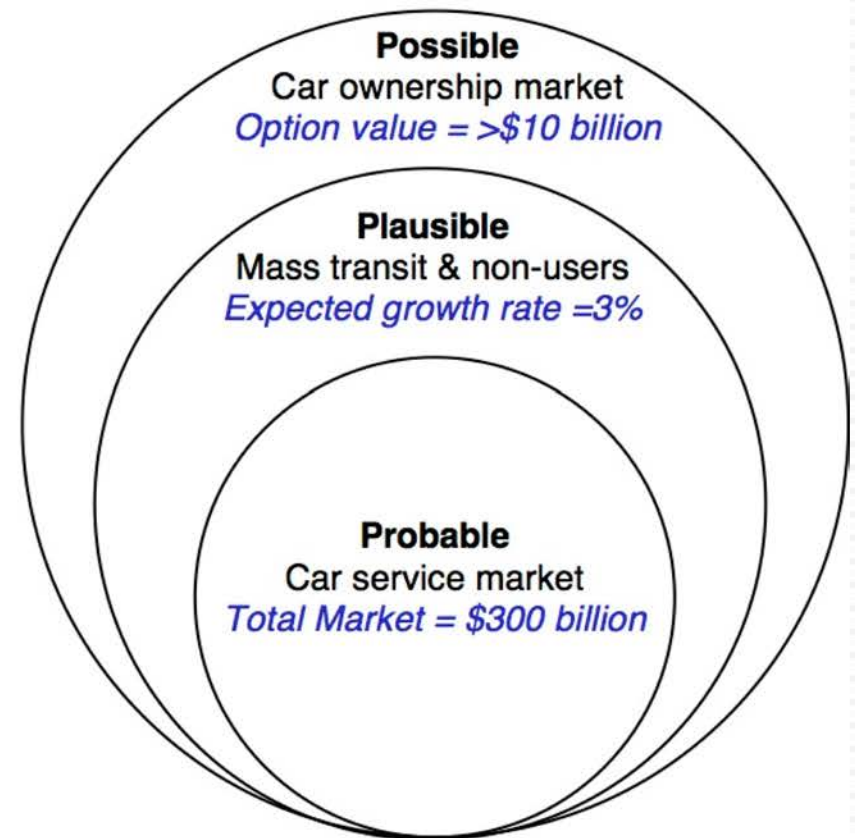 Possible
Car ownership market
Option value = >$10 billion
Plausible
Mass transit & non-users
Expected growth rate =3%
Probable
Car service market
Total Market = $300 billion